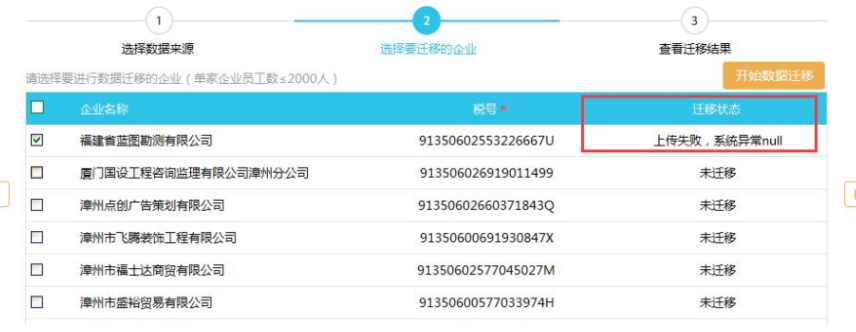 1
2
3
选择数据来源
选择要迁移的企业
查看迁移结果
请选择要进行数据迁移的企业（单家企业员工数≤2000人）
开始数据迁移
企业名称 税号* 迁移状态
福建省蓝图勘测有限公司 91350602553226667U 上传失败，系统异常null
厦门国设工程咨询监理有限公司漳州分公司 913506026919011499 未迁移
漳州点创广告策划有限公司 91350602660371843Q 未迁移
漳州市飞腾装饰工程有限公司 91350600691930847X 未迁移
漳州市福士达商贸有限公司 91350602577045027M 未迁移
漳州市盛裕贸易有限公司 91350600577033974H 未迁移